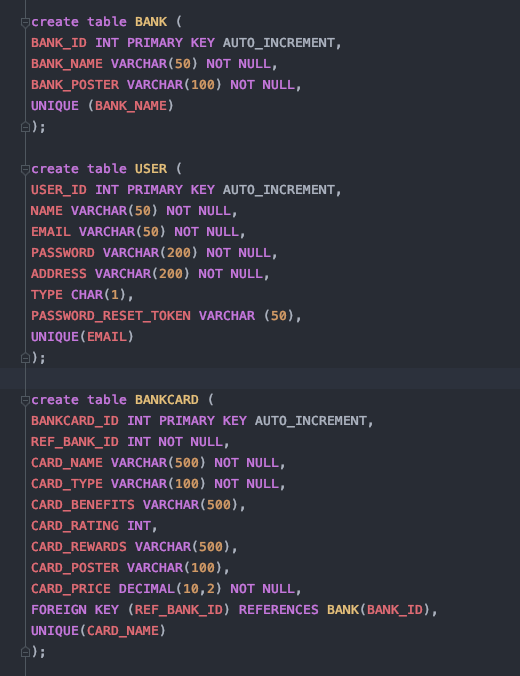 create table BANK (
BANK_ID INT PRIMARY KEY AUTO_INCREMENT,
BANK_NAME VARCHAR(50) NOT NULL,
BANK_POSTER VARCHAR(100) NOT NULL,
UNIQUE (BANK_NAME)
);
create table USER (
USER_ID INT PRIMARY KEY AUTO_INCREMENT,
NAME VARCHAR(50) NOT NULL,
EMAIL VARCHAR(50) NOT NULL,
PASSWORD VARCHAR(200) NOT NULL,
ADDRESS VARCHAR(200) NOT NULL,
TYPE CHAR(1),
PASSWORD_RESET_TOKEN VARCHAR (50),
UNIQUE(EMAIL)
);
create table BANKCARD (
BANKCARD_ID INT PRIMARY KEY AUTO_INCREMENT,
REF_BANK_ID INT NOT NULL,
CARD_NAME VARCHAR(500) NOT NULL,
CARD_TYPE VARCHAR(100) NOT NULL,
CARD_BENEFITS VARCHAR(500),
CARD_RATING INT,
CARD_REWARDS VARCHAR(500),
CARD_POSTER VARCHAR(100),
CARD_PRICE DECIMAL(10,2) NOT NULL,
FOREIGN KEY (REF_BANK_ID) REFERENCES BANK(BANK_ID),
UNIQUE(CARD_NAME)
);